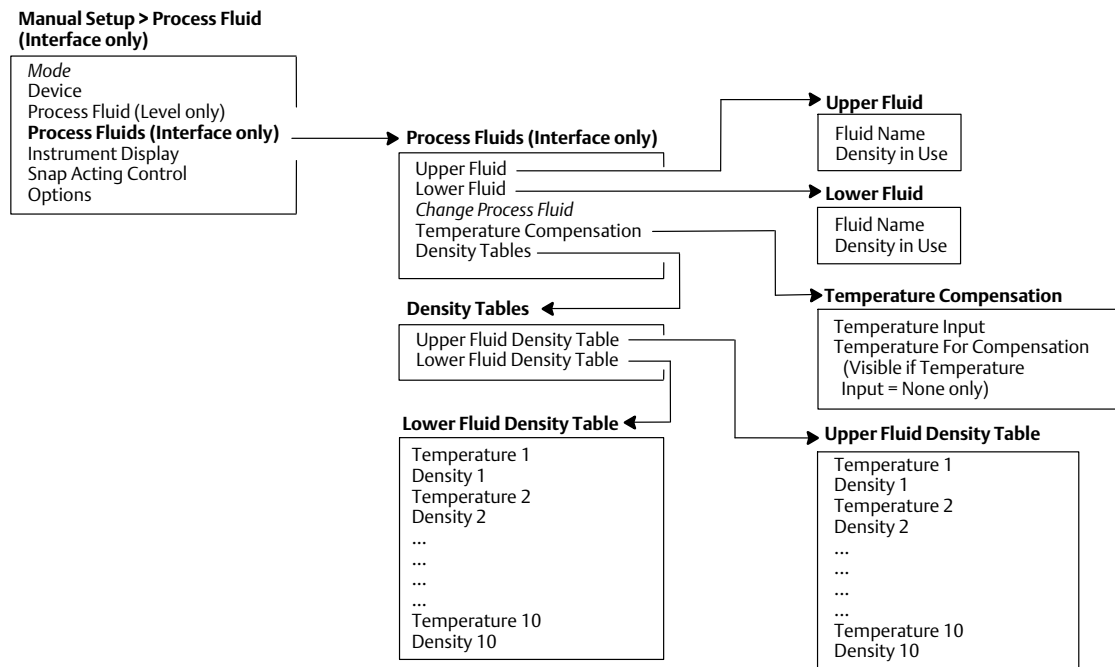 Manual Setup > Process Fluid
(Interface only)
Mode
Device
Process Fluid (Level only)
Process Fluids (Interface only)
Instrument Display
Snap Acting Control
Options
Process Fluids (Interface only)
Upper Fluid
Lower Fluid
Change Process Fluid
Temperature Compensation
Density Tables
Upper Fluid
Fluid Name
Density in Use
Lower Fluid
Fluid Name
Density in Use
Temperature Compensation
Temperature Input
Temperature For Compensation
(Visible if Temperature
Input = None only)
Density Tables
Upper Fluid Density Table
Lower Fluid Density Table
Lower Fluid Density Table
Temperature 1
Density 1
Temperature 2
Density 2
...
...
...
...
Temperature 10
Density 10
Upper Fluid Density Table
Temperature 1
Density 1
Temperature 2
Density 2
...
...
...
...
Temperature 10
Density 10